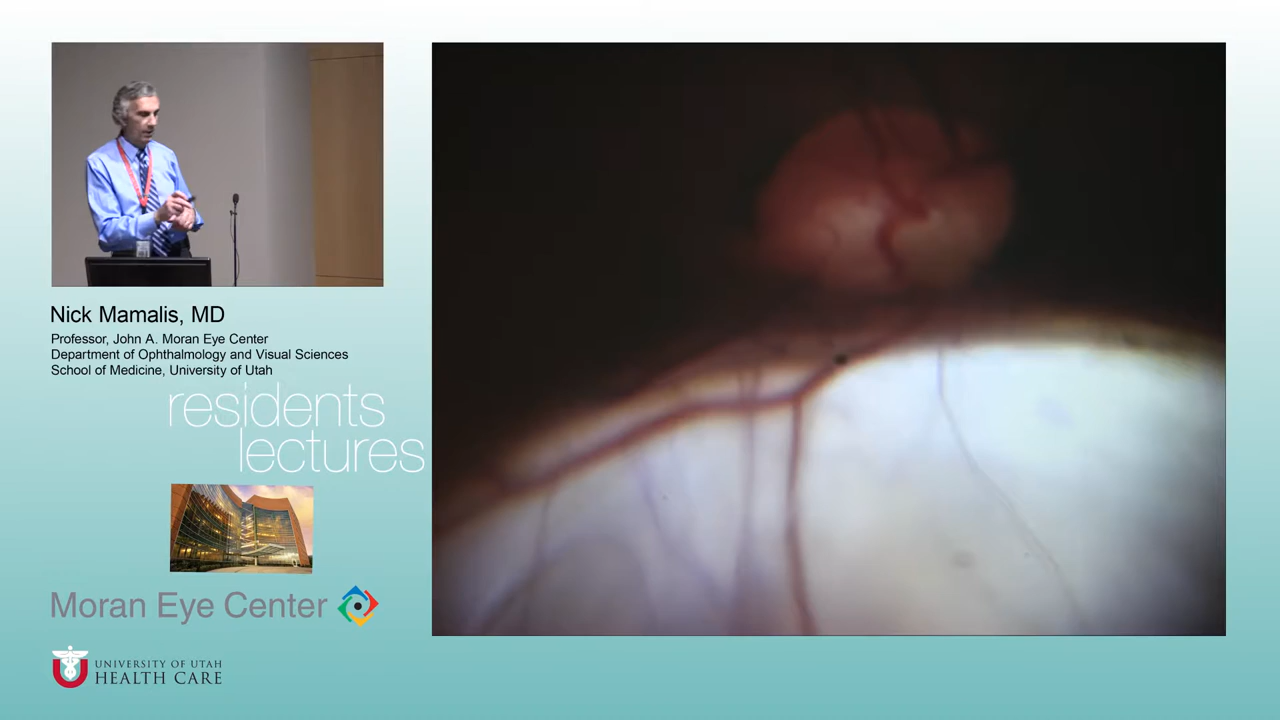 Nick Mamalis, MD
Professor, John A. Moran Eye Center
Department of Ophthalmology and Visual Sciences
School of Medicine, University of Utah
residents
lectures
Moran Eye Center
UNIVERSITY OF UTAH
HEALTH CARE